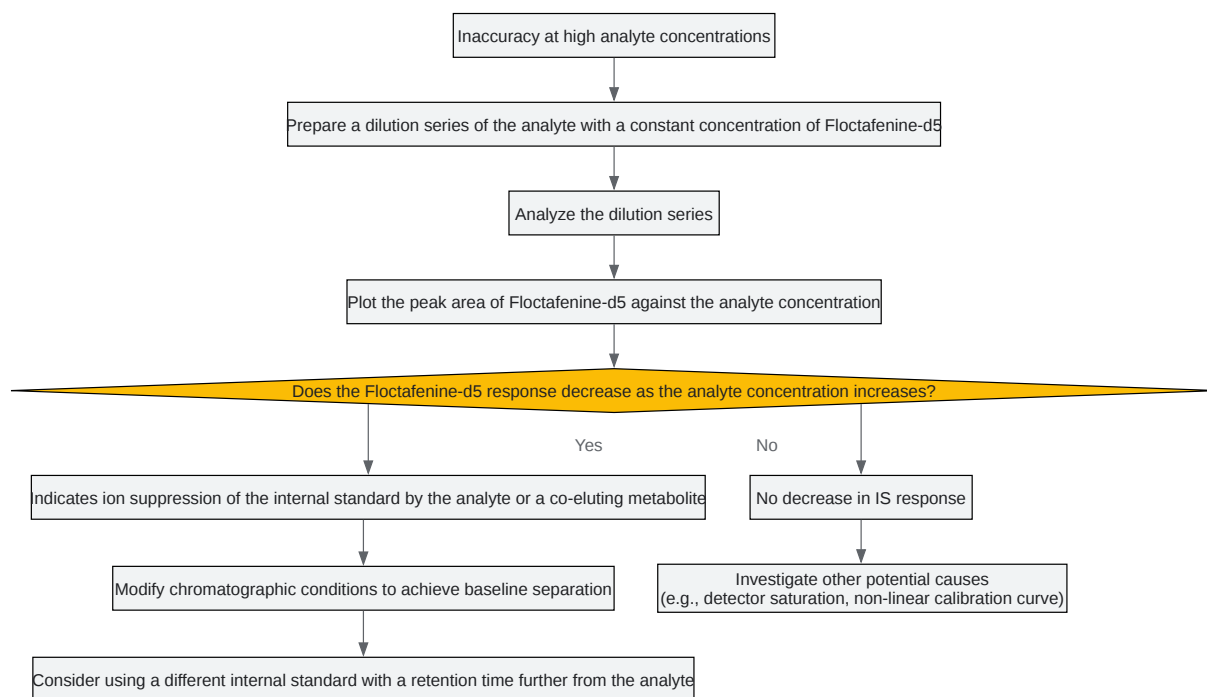 Inaccuracy at high analyte concentrations
Prepare a dilution series of the analyte with a constant concentration of Floctafenine-d5
Analyze the dilution series
Plot the peak area of Floctafenine-d5 against the analyte concentration
Does the Floctafenine-d5 response decrease as the analyte concentration increases?
Yes
No
Indicates ion suppression of the internal standard by the analyte or a co-eluting metabolite
No decrease in IS response
Modify chromatographic conditions to achieve baseline separation
Investigate other potential causes
(e.g., detector saturation, non-linear calibration curve)
Consider using a different internal standard with a retention time further from the analyte